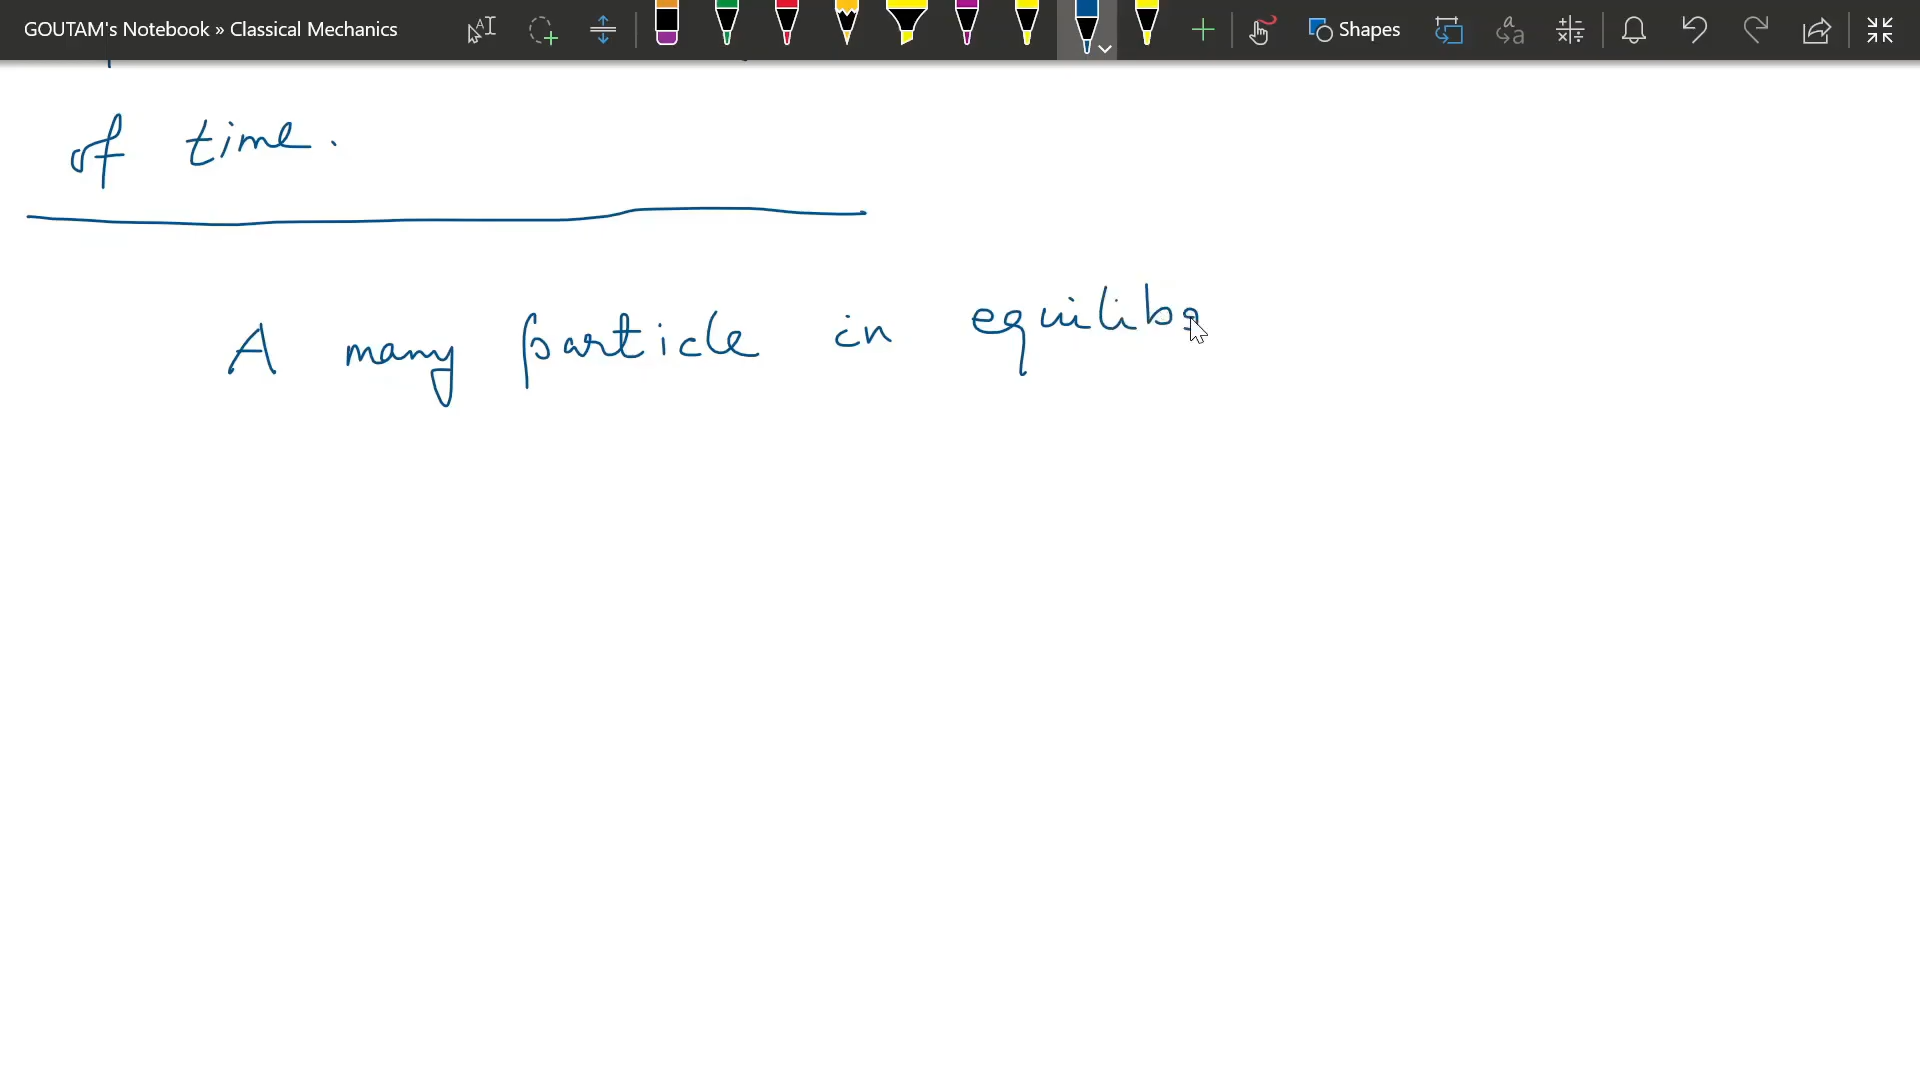 GOUTAM's Notebook » Classical Mechanics
Shapes
of time.
A many particle in equilib